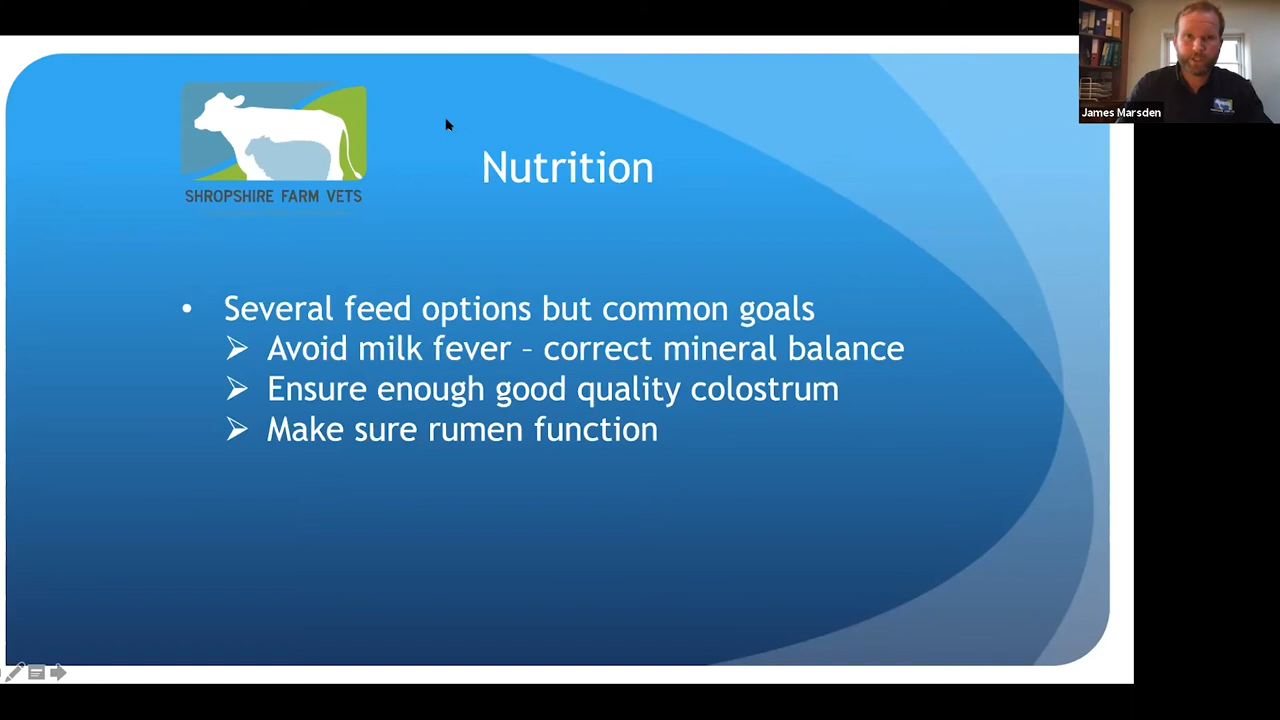 James Marsden
SHROPSHIRE FARM VETS
Nutrition
• Several feed options but common goals
➢ Avoid milk fever – correct mineral balance
➢ Ensure enough good quality colostrum
➢ Make sure rumen function